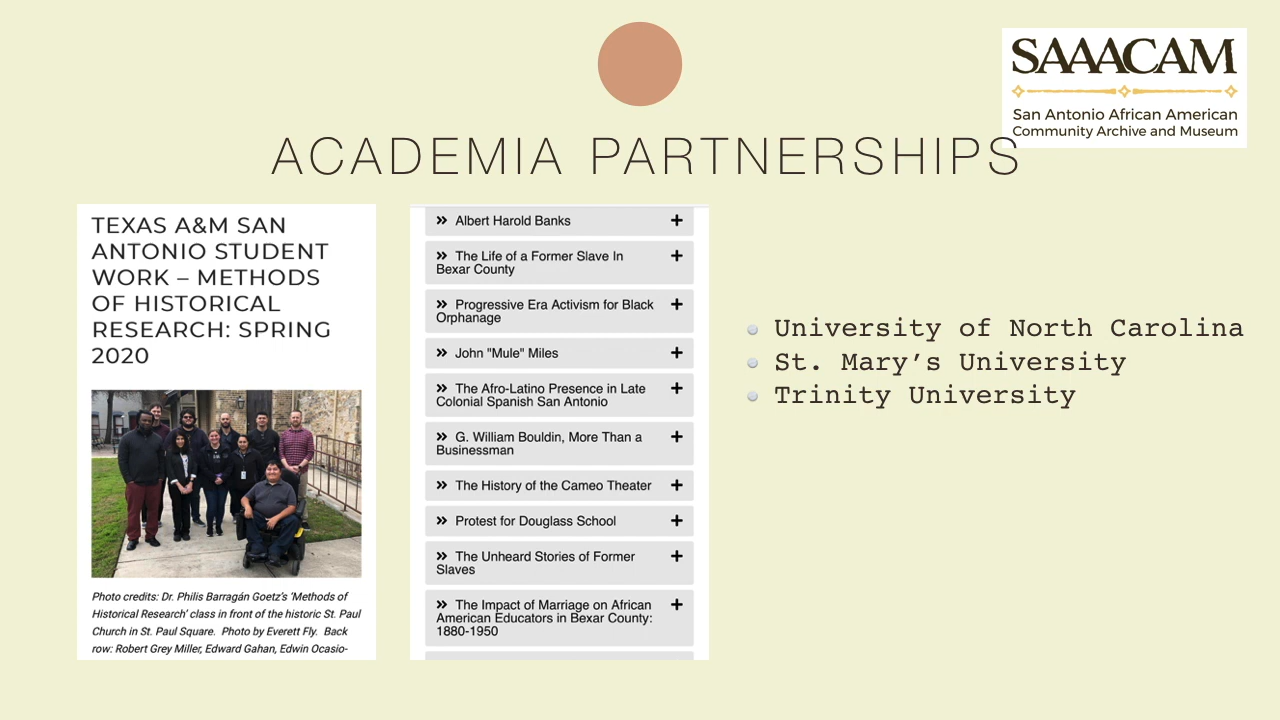 SAAACAM
San Antonio African American
Community Archive and Museum
ACADEMIA PARTNERSHIPS
TEXAS A&M SAN
ANTONIO STUDENT
WORK – METHODS
OF HISTORICAL
RESEARCH: SPRING
2020
Photo credits: Dr. Philis Barragán Goetz's 'Methods of
Historical Research' class in front of the historic St. Paul
Church in St. Paul Square. Photo by Everett Fly. Back
row: Robert Grey Miller, Edward Gahan, Edwin Ocasio-
» Albert Harold Banks +
» The Life of a Former Slave In +
Bexar County
» Progressive Era Activism for Black +
Orphanage
» John "Mule" Miles +
» The Afro-Latino Presence in Late +
Colonial Spanish San Antonio
» G. William Bouldin, More Than a +
Businessman
» The History of the Cameo Theater +
» Protest for Douglass School +
» The Unheard Stories of Former +
Slaves
» The Impact of Marriage on African +
American Educators in Bexar County:
1880-1950
• University of North Carolina
• St. Mary’s University
• Trinity University